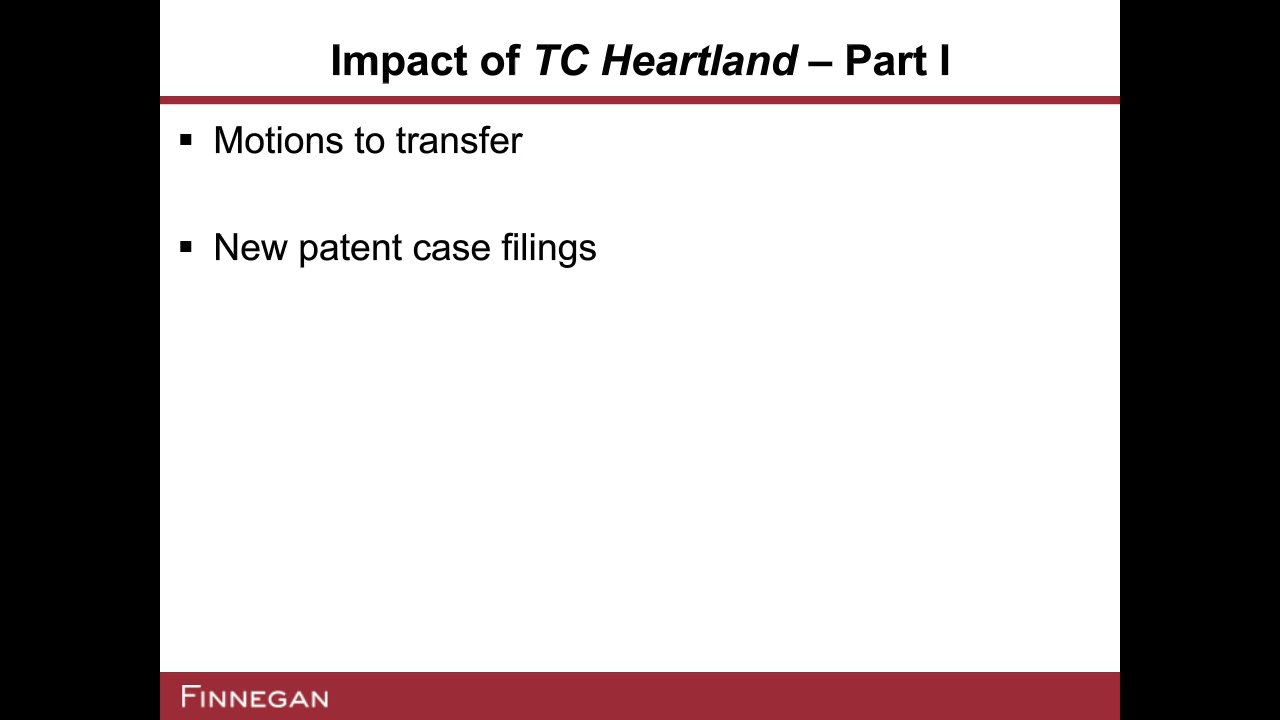 Impact of TC Heartland – Part I
▪ Motions to transfer
▪ New patent case filings
FINNEGAN